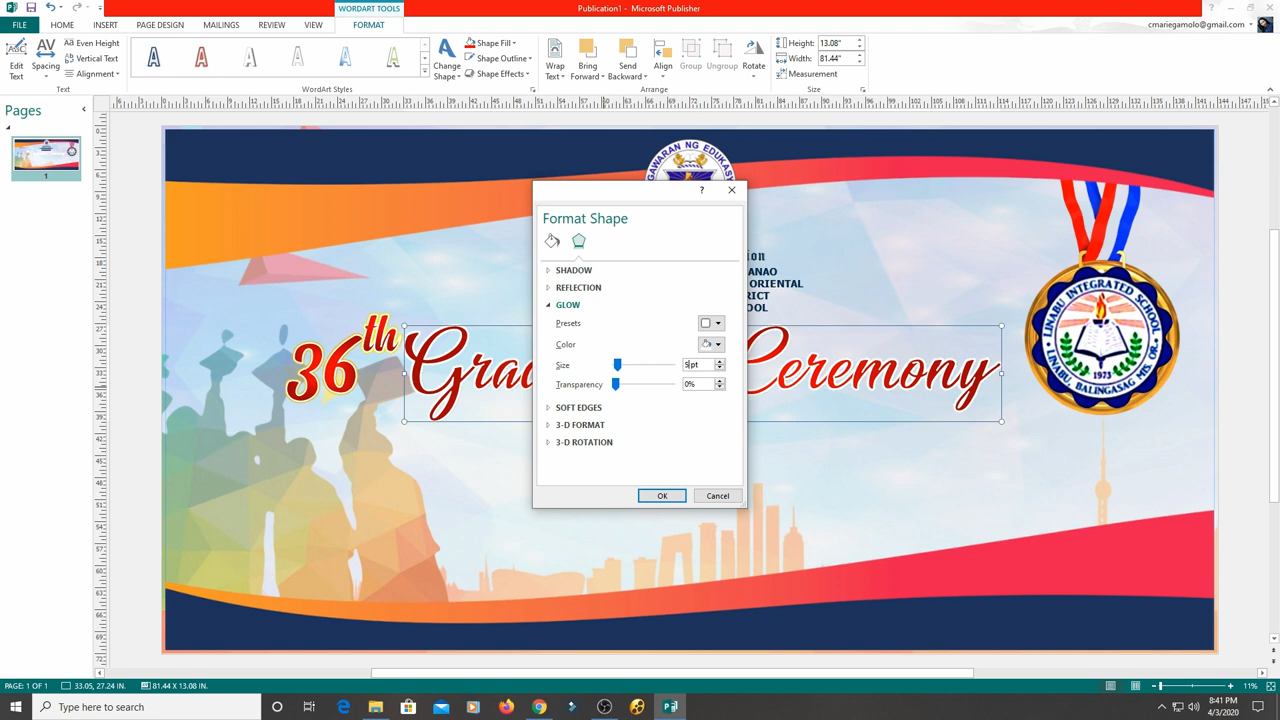 WORDART TOOLS
Publication1 - Microsoft Publisher
FILE HOME INSERT PAGE DESIGN MAILINGS REVIEW VIEW FORMAT
cmariegamolo@gmail.com
Edit Text
Spacing
Even Height
Vertical Text
Alignment
Text
A A A A A A
WordArt Styles
Change Shape
Shape Fill
Shape Outline
Shape Effects
Wrap Text
Bring Forward
Send Backward
Align
Group
Ungroup
Rotate
Arrange
Height: 13.08"
Width: 81.44"
Measurement
Size
Pages
1
GAWARAN NG EDUKASY
ion
ANAO
ORIENTAL
RICT
OOL
36th Grad Ceremony
LINABU INTEGRATED SCHOOL
1973
LINABU, BALINGASAG MIS. OR.
Format Shape
SHADOW
REFLECTION
GLOW
Presets
Color
Size 5pt
Transparency 0%
SOFT EDGES
3-D FORMAT
3-D ROTATION
OK Cancel
PAGE: 1 OF 1
33.05, 27.24 IN.
81.44 x 13.08 IN.
11%
Type here to search
8:41 PM
4/3/2020